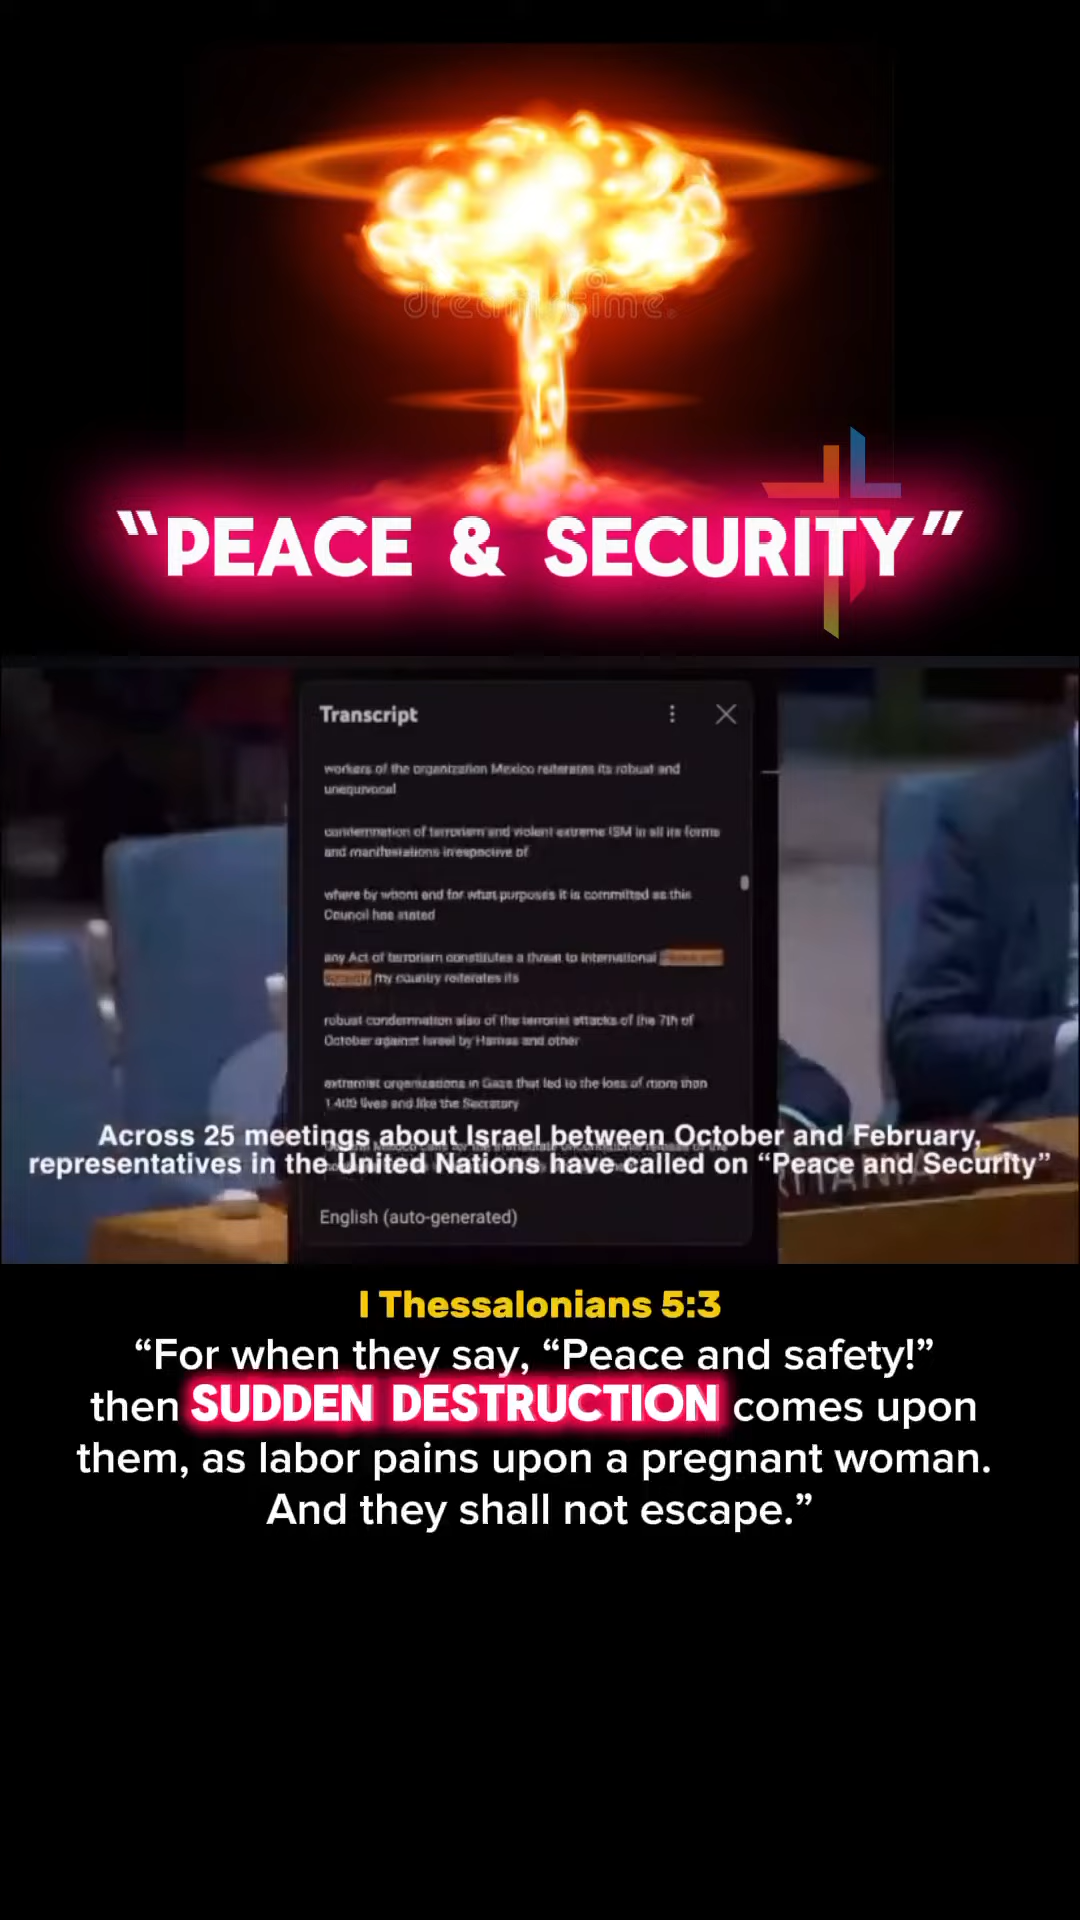 dreamstime.
“PEACE & SECURITY”
Transcript
workers of the organization Mexico reiterates its robust and
unequivocal
condemnation of terrorism and violent extreme ISM in all its forms
and manifestations irrespective of
where by whom and for what purposes it is committed as this
Council has stated
any Act of terrorism constitutes a threat to International peace and
security my country reiterates its
robust condemnation also of the terrorist attacks of the 7th of
October against Israel by Hamas and other
extremist organizations in Gaza that led to the loss of more than
1,400 lives and like the Secretary
Across 25 meetings about Israel between October and February,
representatives in the United Nations have called on “Peace and Security”
English (auto-generated)
I Thessalonians 5:3
“For when they say, “Peace and safety!”
then SUDDEN DESTRUCTION comes upon
them, as labor pains upon a pregnant woman.
And they shall not escape.”